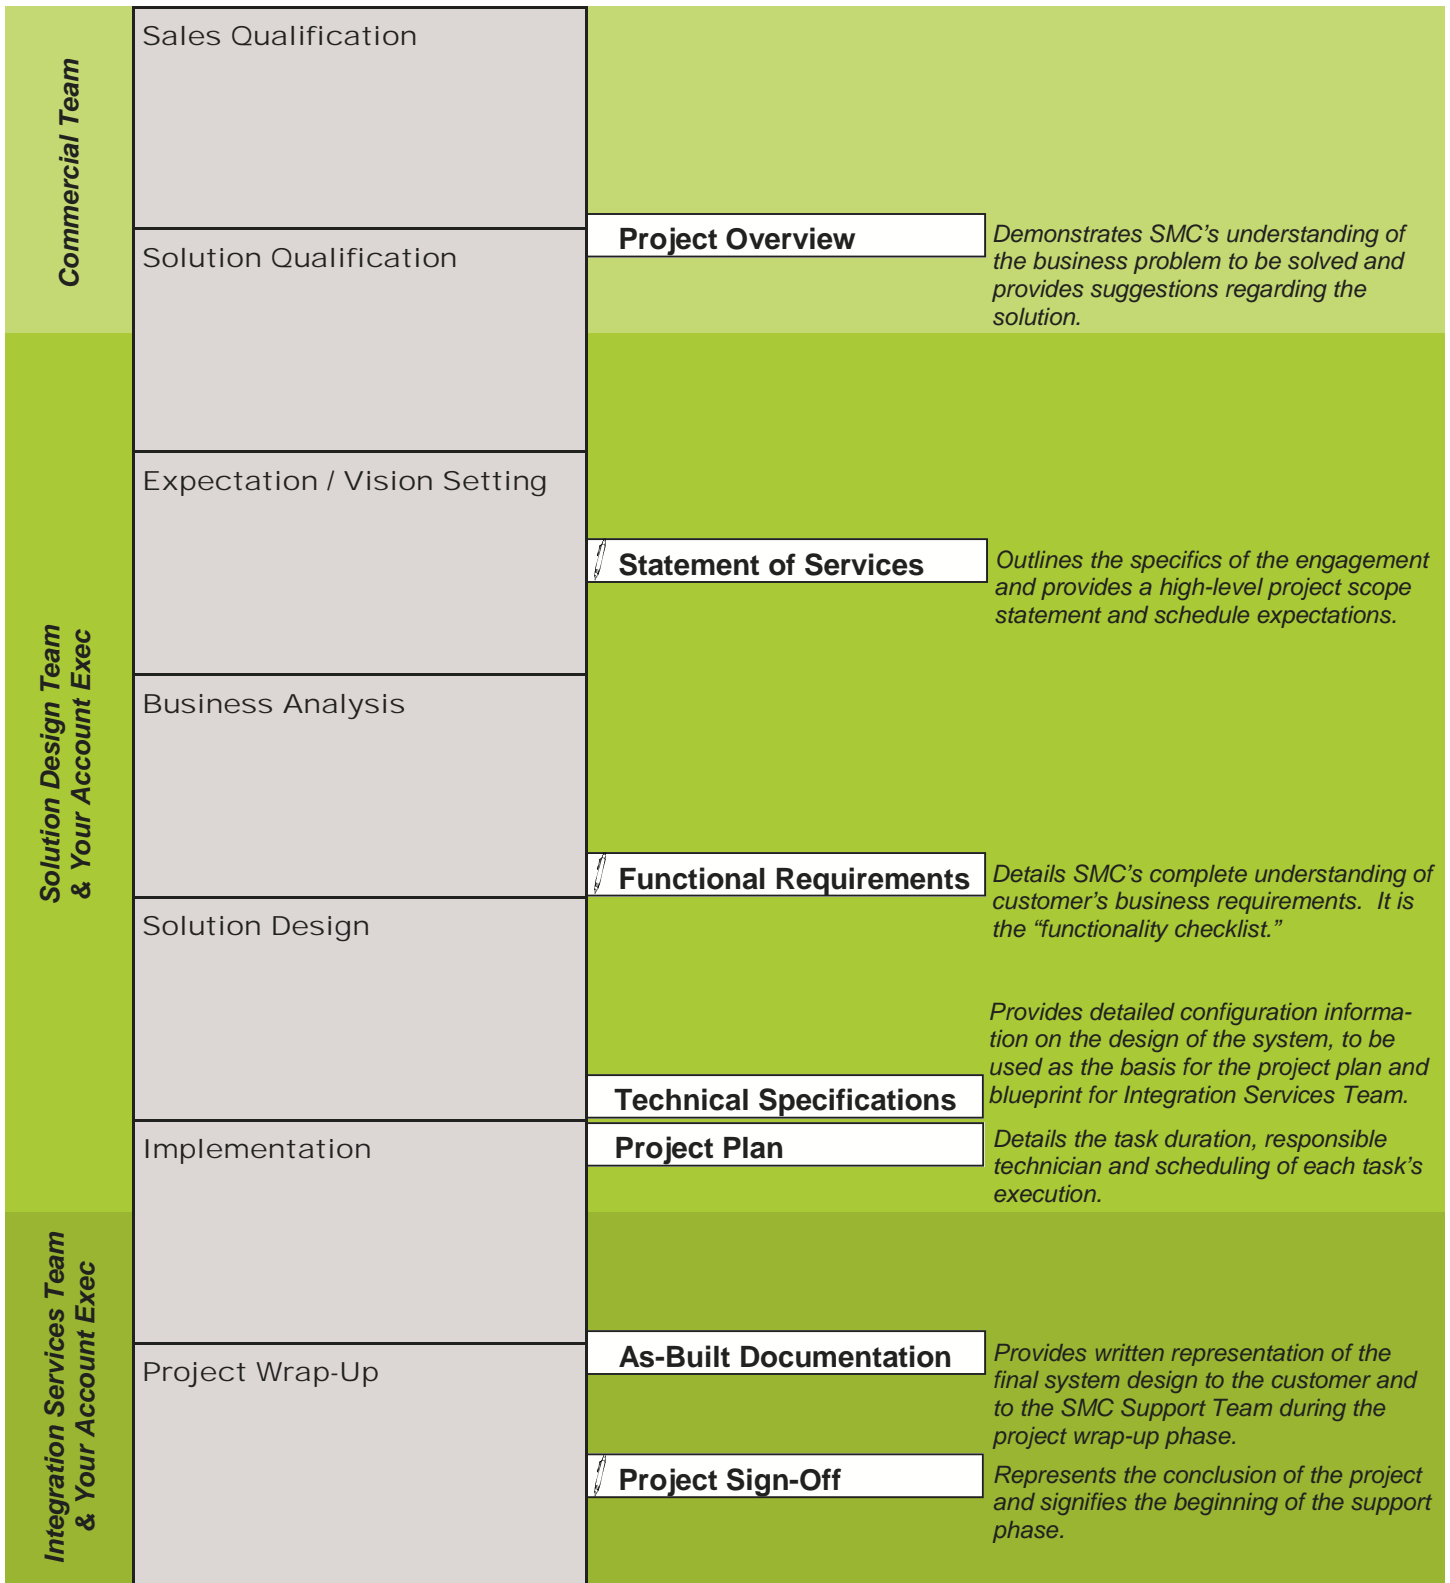 Commercial Team
Sales Qualification
Project Overview
Demonstrates SMC’s understanding of
the business problem to be solved and
provides suggestions regarding the
solution.
Solution Qualification
Solution Design Team
& Your Account Exec
Expectation / Vision Setting
Statement of Services
Outlines the specifics of the engagement
and provides a high-level project scope
statement and schedule expectations.
Business Analysis
Functional Requirements
Details SMC’s complete understanding of
customer’s business requirements.  It is
the “functionality checklist.”
Solution Design
Technical Specifications
Provides detailed configuration informa-
tion on the design of the system, to be
used as the basis for the project plan and
blueprint for Integration Services Team.
Implementation
Project Plan
Details the task duration, responsible
technician and scheduling of each task’s
execution.
Integration Services Team
& Your Account Exec
Project Wrap-Up
As-Built Documentation
Provides written representation of the
final system design to the customer and
to the SMC Support Team during the
project wrap-up phase.
Project Sign-Off
Represents the conclusion of the project
and signifies the beginning of the support
phase.